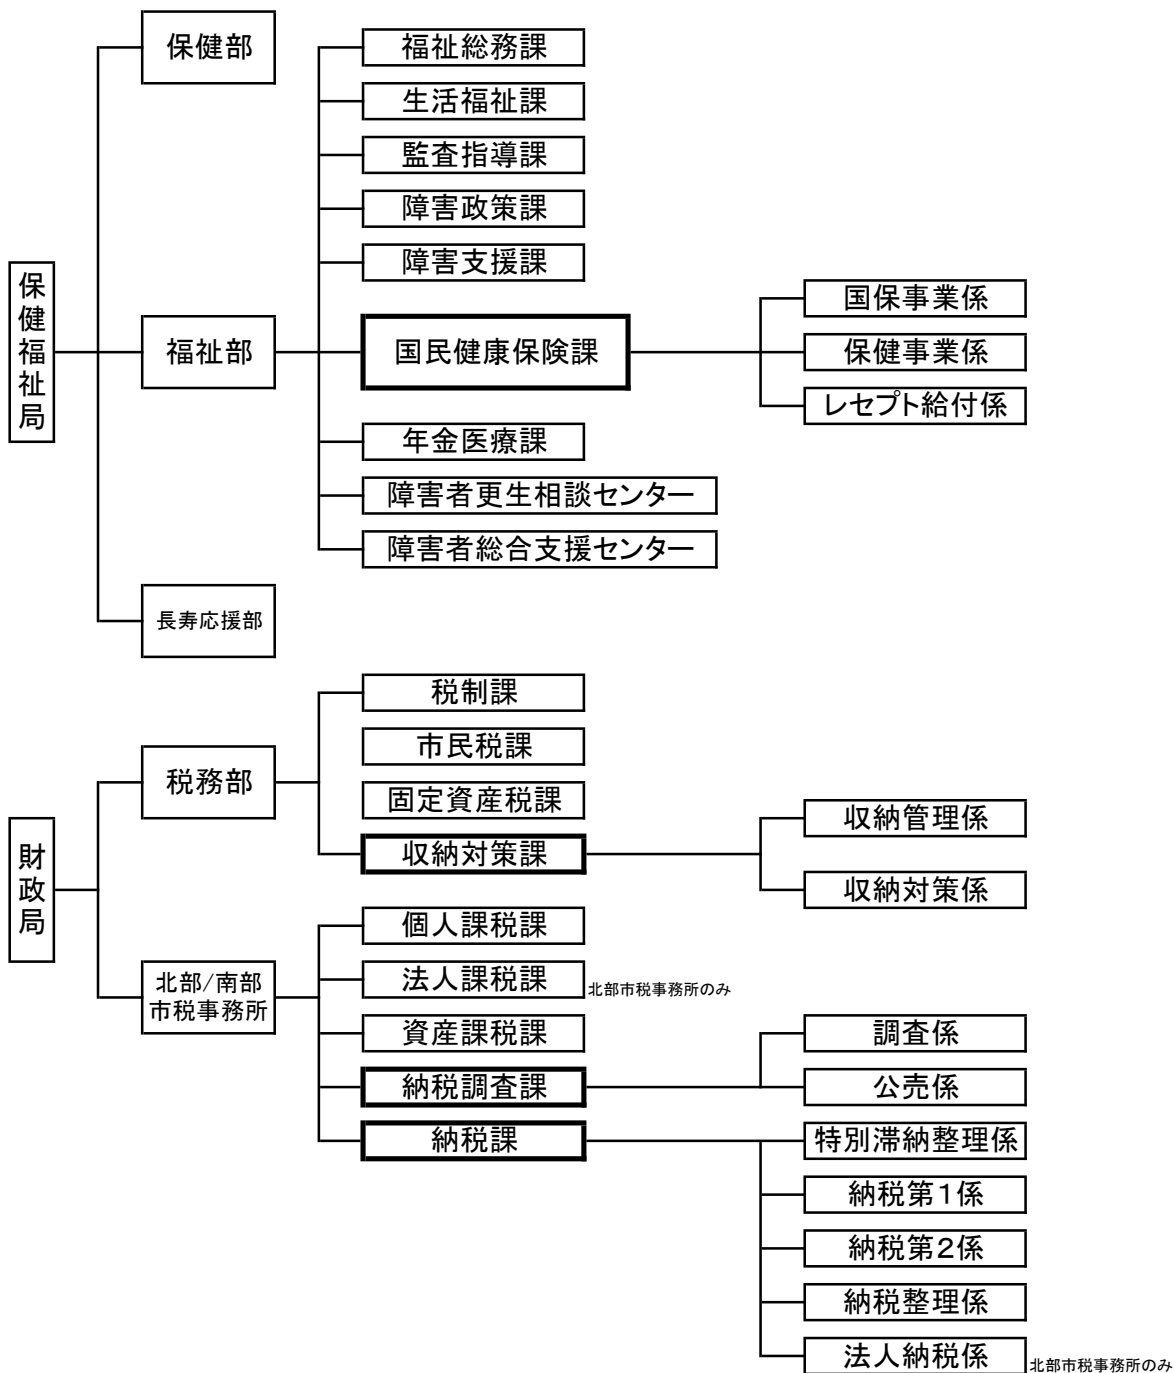 保健福祉局
保健部
福祉部
長寿応援部
福祉総務課
生活福祉課
監査指導課
障害政策課
障害支援課
国民健康保険課
年金医療課
障害者更生相談センター
障害者総合支援センター
国保事業係
保健事業係
レセプト給付係
財政局
税務部
北部/南部
市税事務所
税制課
市民税課
固定資産税課
収納対策課
収納管理係
収納対策係
個人課税課
法人課税課
北部市税事務所のみ
資産課税課
納税調査課
納税課
調査係
公売係
特別滞納整理係
納税第1係
納税第2係
納税整理係
法人納税係
北部市税事務所のみ